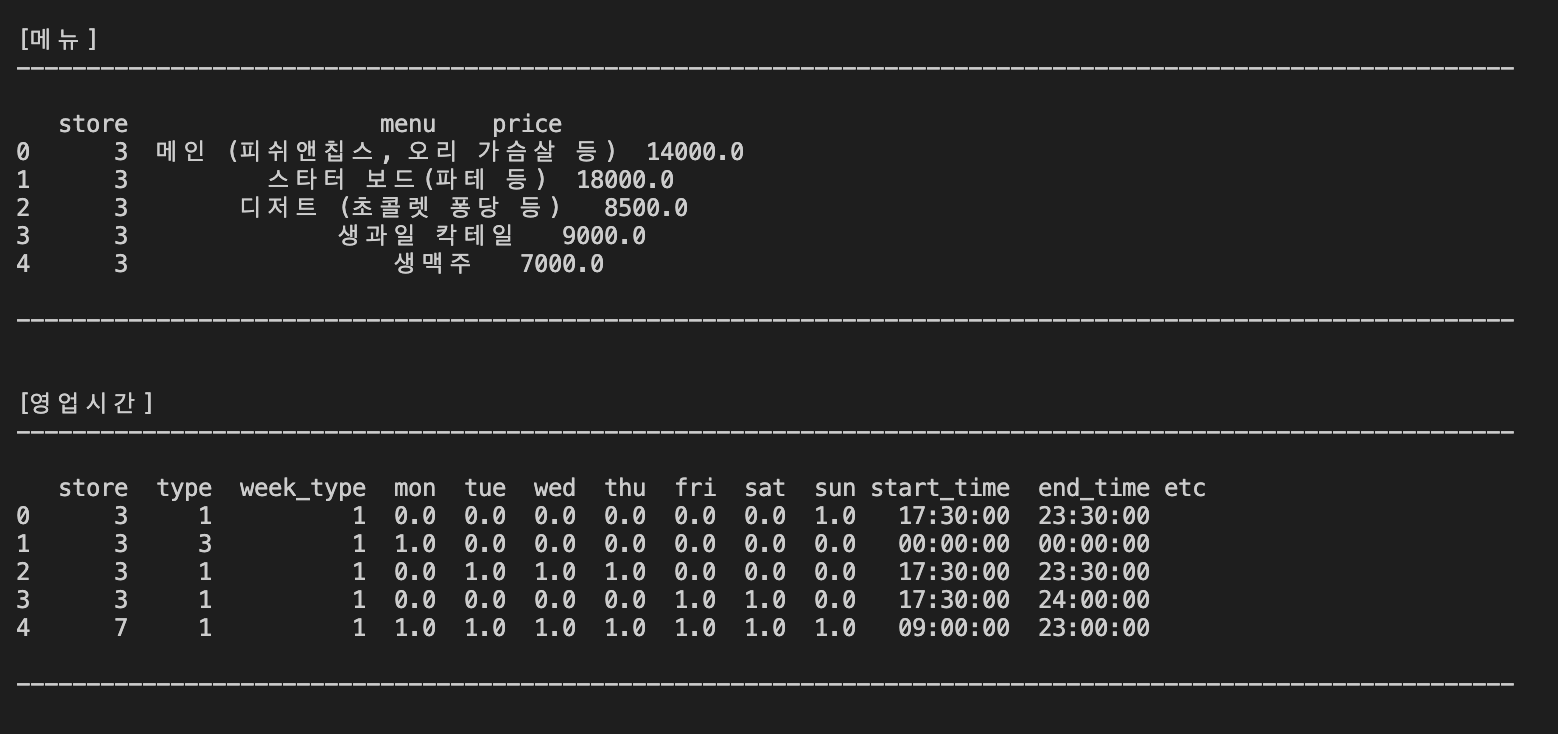 [메뉴]
-----------------------------------------------------------------------------------------------------------
   store                  menu    price
0      3  메인 (피쉬앤칩스, 오리 가슴살 등)  14000.0
1      3          스타터 보드(파테 등)  18000.0
2      3        디저트 (초콜렛 퐁당 등)   8500.0
3      3               생과일 칵테일   9000.0
4      3                   생맥주   7000.0
-----------------------------------------------------------------------------------------------------------
[영업시간]
-----------------------------------------------------------------------------------------------------------
   store  type  week_type  mon  tue  wed  thu  fri  sat  sun start_time  end_time etc
0      3     1          1  0.0  0.0  0.0  0.0  0.0  0.0  1.0   17:30:00  23:30:00
1      3     3          1  1.0  0.0  0.0  0.0  0.0  0.0  0.0   00:00:00  00:00:00
2      3     1          1  0.0  1.0  1.0  1.0  0.0  0.0  0.0   17:30:00  23:30:00
3      3     1          1  0.0  0.0  0.0  0.0  1.0  1.0  0.0   17:30:00  24:00:00
4      7     1          1  1.0  1.0  1.0  1.0  1.0  1.0  1.0   09:00:00  23:00:00
-----------------------------------------------------------------------------------------------------------